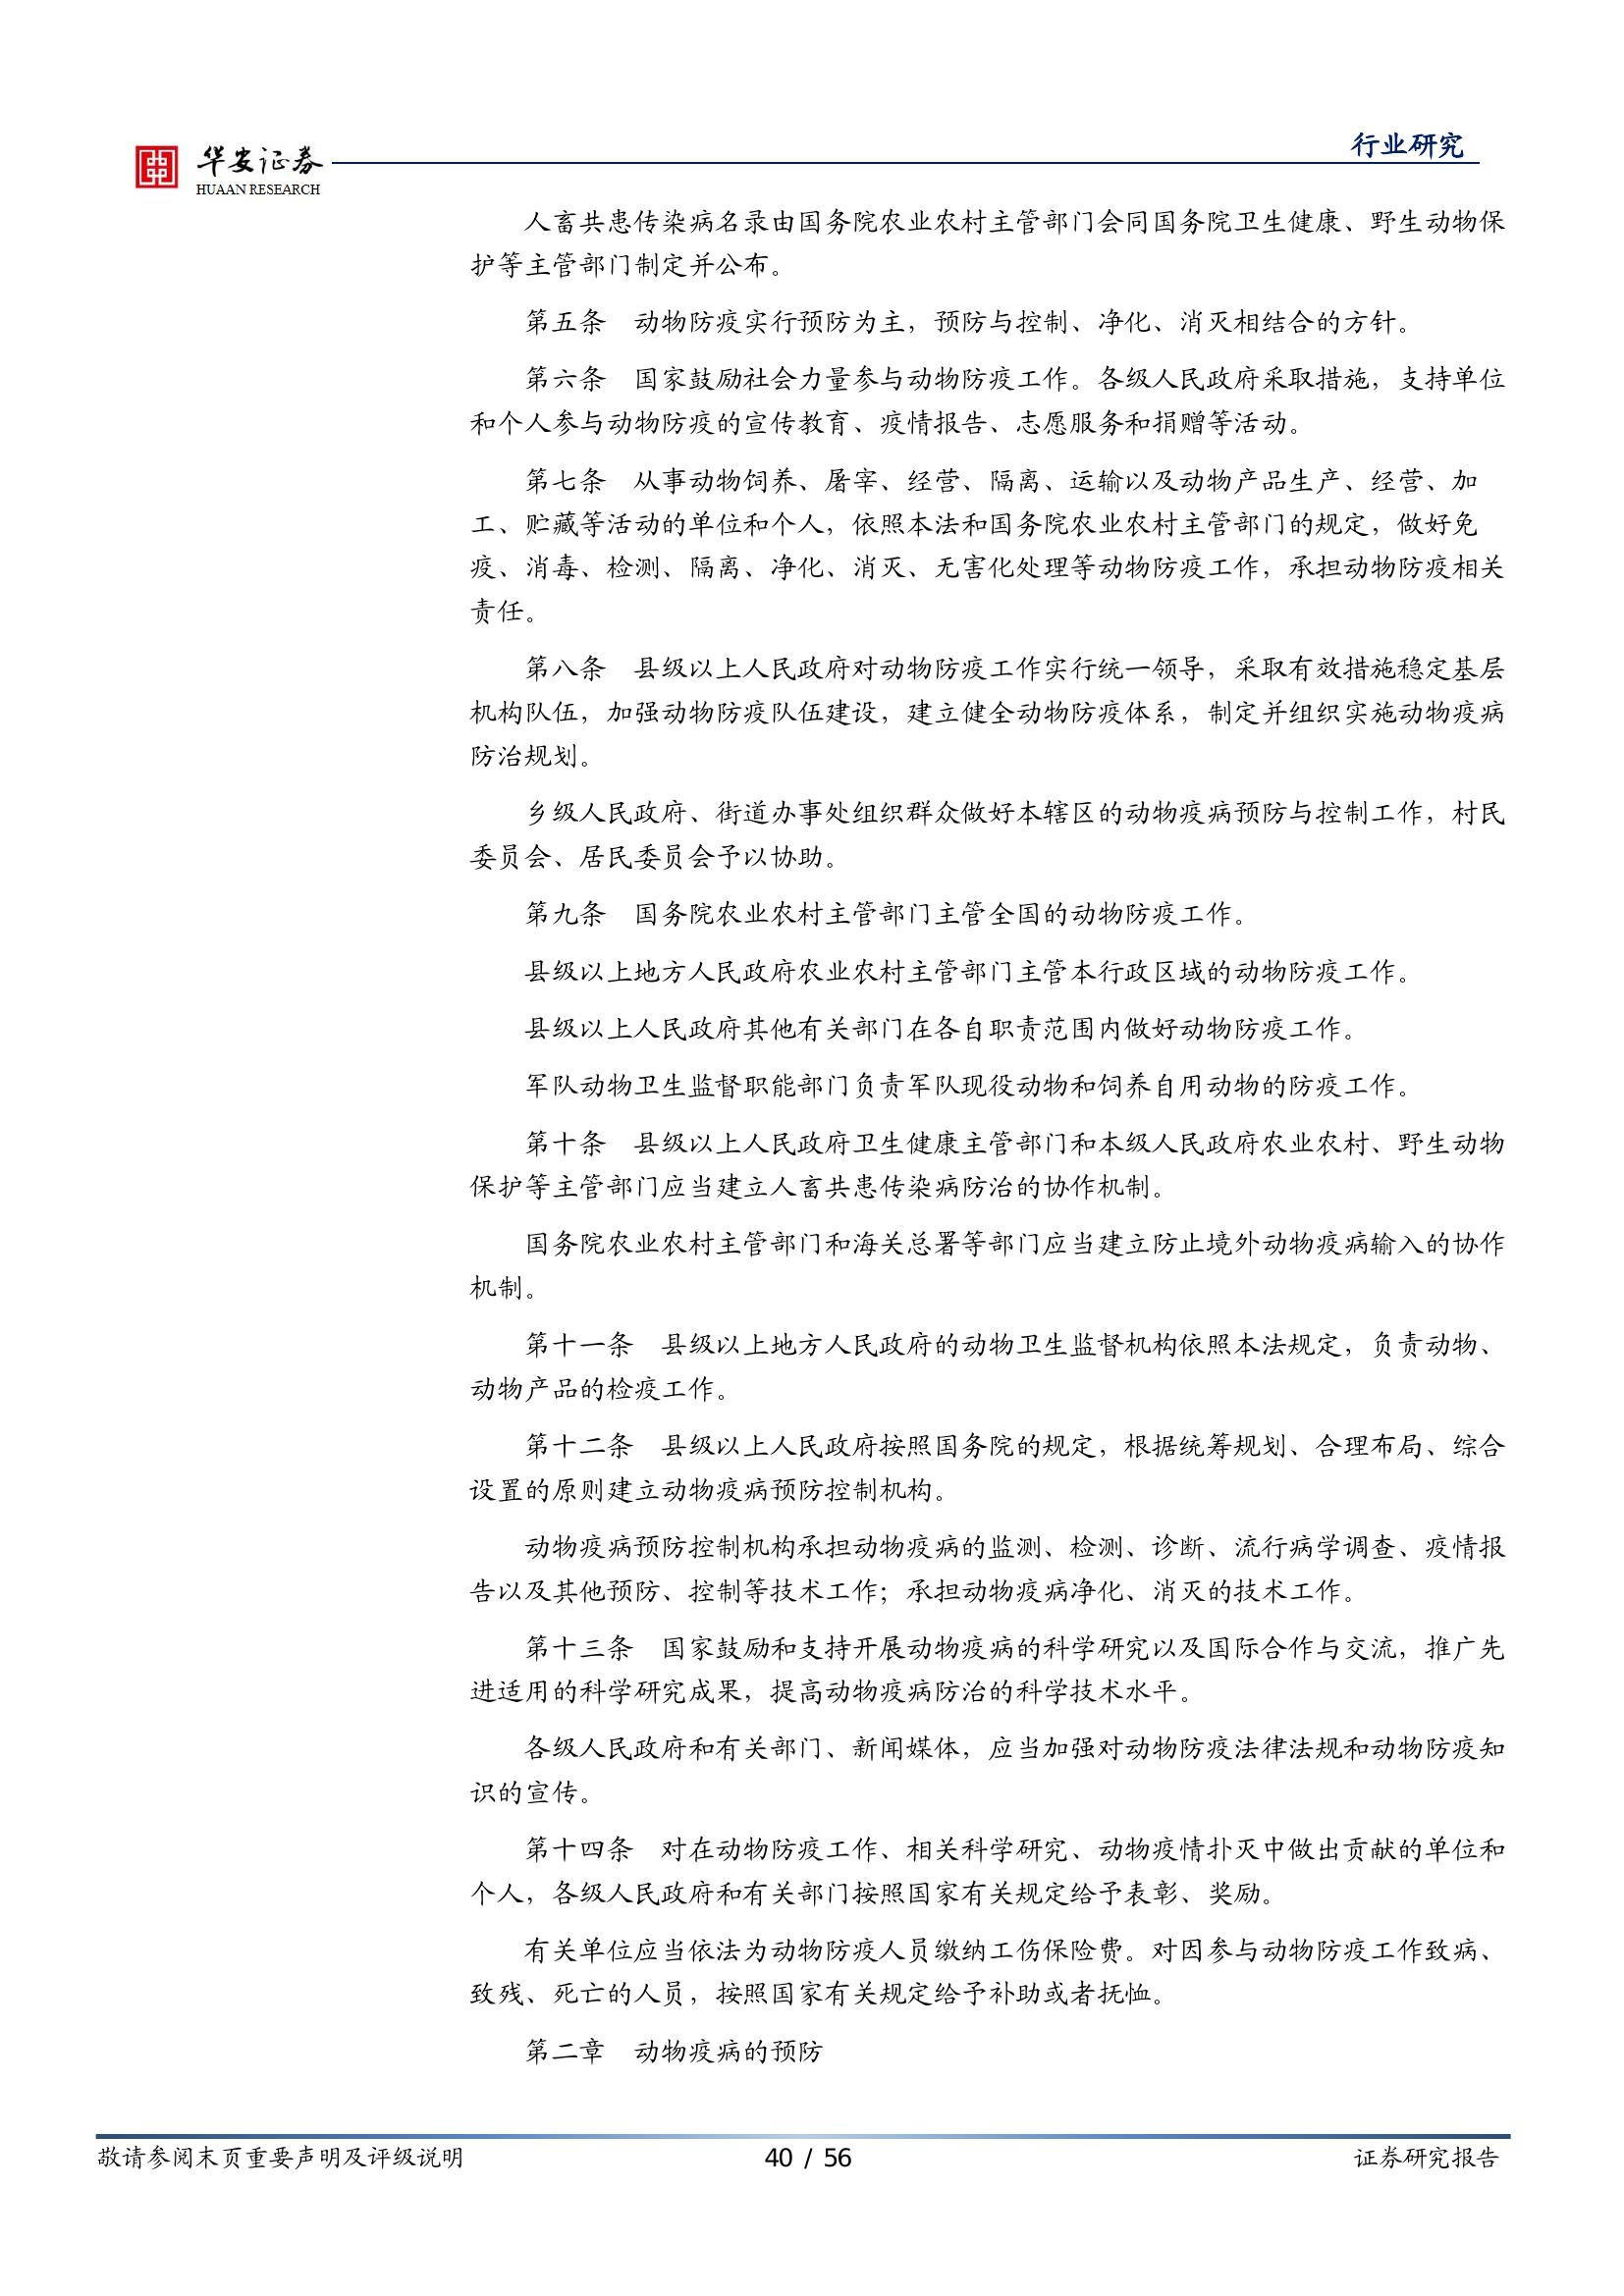 华安证券
HUAAN RESEARCH
行业研究
人畜共患传染病名录由国务院农业农村主管部门会同国务院卫生健康、野生动物保
护等主管部门制定并公布。
第五条　动物防疫实行预防为主，预防与控制、净化、消灭相结合的方针。
第六条　国家鼓励社会力量参与动物防疫工作。各级人民政府采取措施，支持单位
和个人参与动物防疫的宣传教育、疫情报告、志愿服务和捐赠等活动。
第七条　从事动物饲养、屠宰、经营、隔离、运输以及动物产品生产、经营、加
工、贮藏等活动的单位和个人，依照本法和国务院农业农村主管部门的规定，做好免
疫、消毒、检测、隔离、净化、消灭、无害化处理等动物防疫工作，承担动物防疫相关
责任。
第八条　县级以上人民政府对动物防疫工作实行统一领导，采取有效措施稳定基层
机构队伍，加强动物防疫队伍建设，建立健全动物防疫体系，制定并组织实施动物疫病
防治规划。
乡级人民政府、街道办事处组织群众做好本辖区的动物疫病预防与控制工作，村民
委员会、居民委员会予以协助。
第九条　国务院农业农村主管部门主管全国的动物防疫工作。
县级以上地方人民政府农业农村主管部门主管本行政区域的动物防疫工作。
县级以上人民政府其他有关部门在各自职责范围内做好动物防疫工作。
军队动物卫生监督职能部门负责军队现役动物和饲养自用动物的防疫工作。
第十条　县级以上人民政府卫生健康主管部门和本级人民政府农业农村、野生动物
保护等主管部门应当建立人畜共患传染病防治的协作机制。
国务院农业农村主管部门和海关总署等部门应当建立防止境外动物疫病输入的协作
机制。
第十一条　县级以上地方人民政府的动物卫生监督机构依照本法规定，负责动物、
动物产品的检疫工作。
第十二条　县级以上人民政府按照国务院的规定，根据统筹规划、合理布局、综合
设置的原则建立动物疫病预防控制机构。
动物疫病预防控制机构承担动物疫病的监测、检测、诊断、流行病学调查、疫情报
告以及其他预防、控制等技术工作；承担动物疫病净化、消灭的技术工作。
第十三条　国家鼓励和支持开展动物疫病的科学研究以及国际合作与交流，推广先
进适用的科学研究成果，提高动物疫病防治的科学技术水平。
各级人民政府和有关部门、新闻媒体，应当加强对动物防疫法律法规和动物防疫知
识的宣传。
第十四条　对在动物防疫工作、相关科学研究、动物疫情扑灭中做出贡献的单位和
个人，各级人民政府和有关部门按照国家有关规定给予表彰、奖励。
有关单位应当依法为动物防疫人员缴纳工伤保险费。对因参与动物防疫工作致病、
致残、死亡的人员，按照国家有关规定给予补助或者抚恤。
第二章　动物疫病的预防
敬请参阅末页重要声明及评级说明
40 / 56
证券研究报告